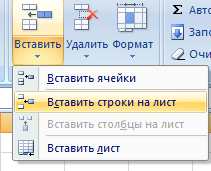 Вставить Удалить Формат
Σ Авто
Запо
Очи
Вставить ячейки
Вставить строки на лист
Вставить столбцы на лист
Вставить лист